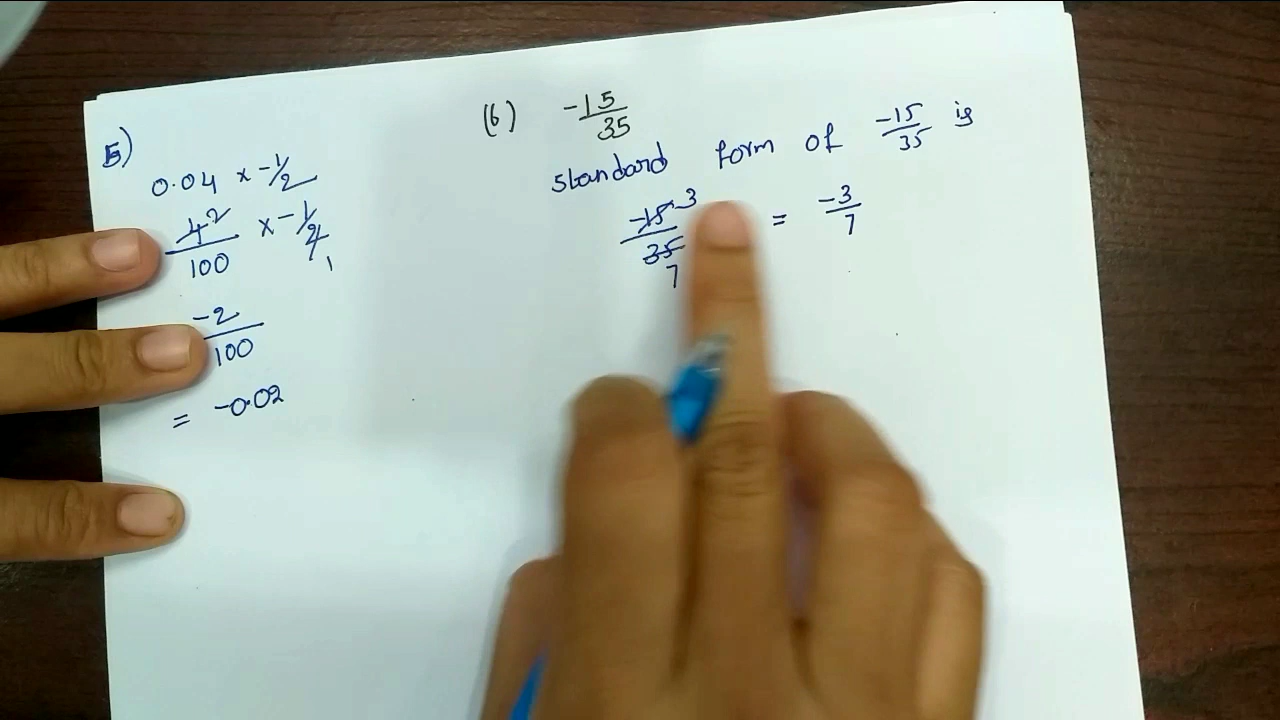 5)
0.04 × -1/2
4 2/100 × -1/2 1
-2/100
= -0.02
(6) -15/35
standard form of -15/35 is
-15 -3/35 7 = -3/7